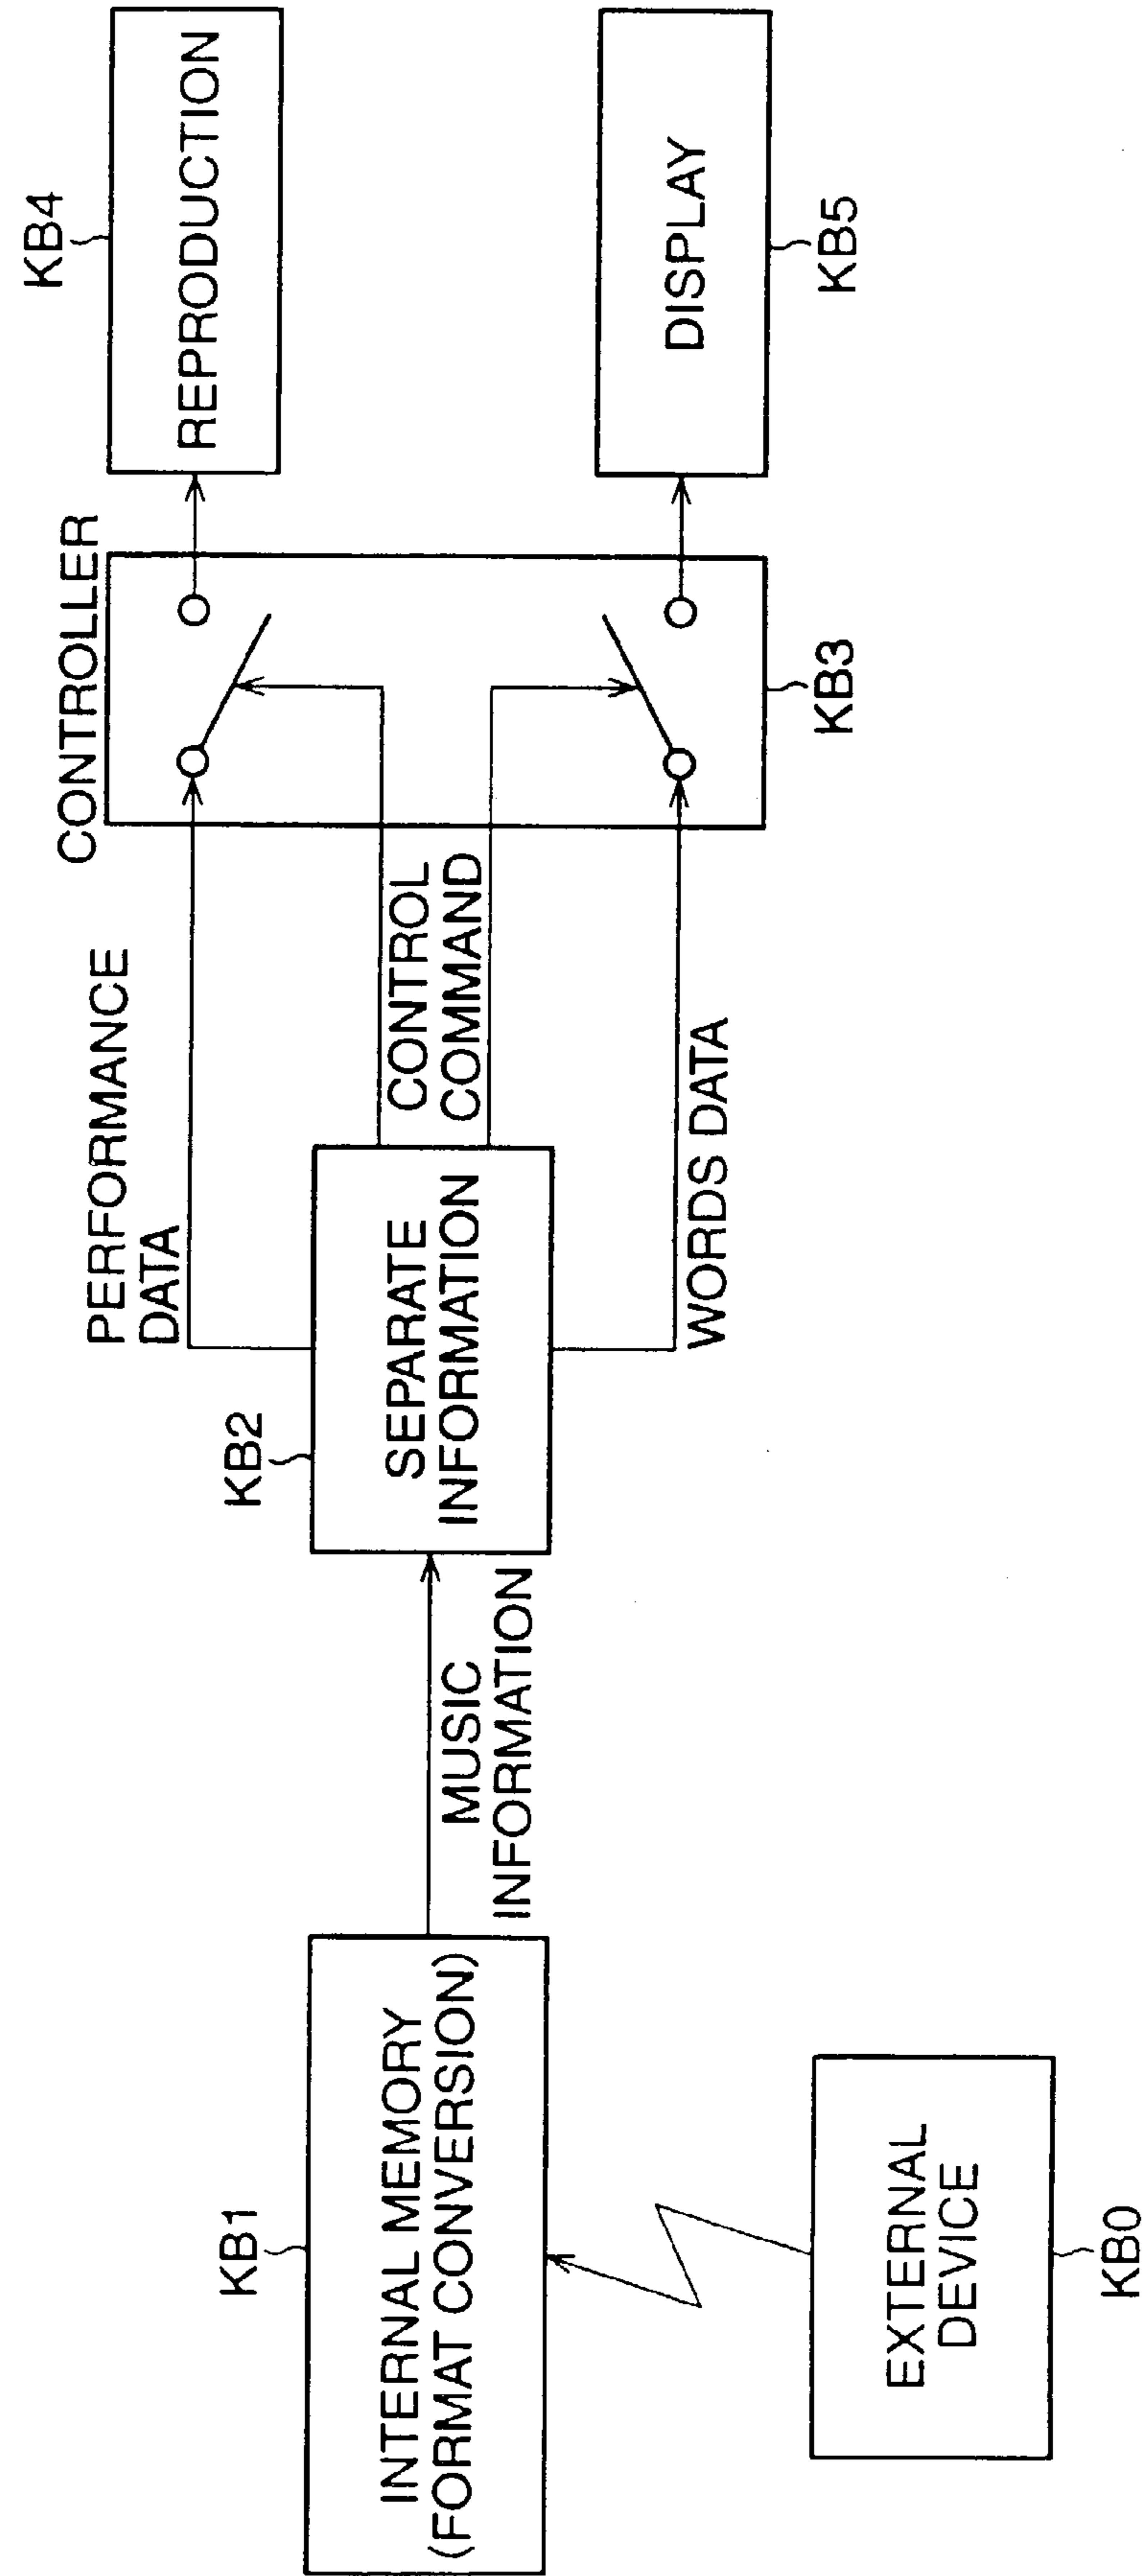 KB1
INTERNAL MEMORY
(FORMAT CONVERSION)
EXTERNAL
DEVICE
KB0
MUSIC
INFORMATION
KB2
SEPARATE
INFORMATION
PERFORMANCE
DATA
CONTROL
COMMAND
WORDS DATA
CONTROLLER
KB3
KB4
REPRODUCTION
DISPLAY
KB5